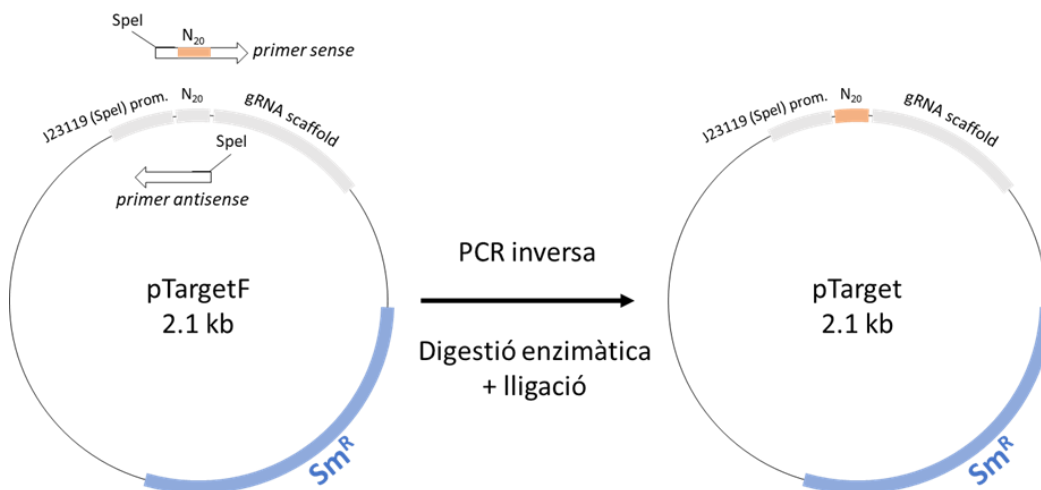 SpeI
N20
primer sense
J23119 (SpeI) prom.
N20
gRNA scaffold
SpeI
primer antisense
pTargetF
2.1 kb
SmR
PCR inversa
Digestió enzimàtica
+ lligació
J23119 (SpeI) prom.
N20
gRNA scaffold
pTarget
2.1 kb
SmR